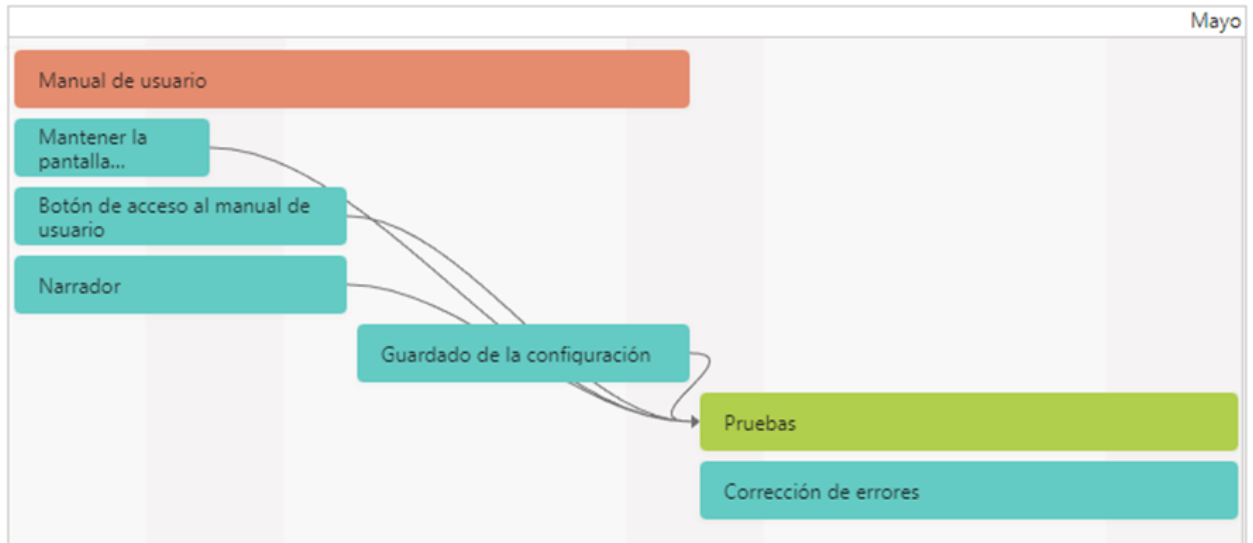 Mayo
Manual de usuario
Mantener la
pantalla...
Botón de acceso al manual de
usuario
Narrador
Guardado de la configuración
Pruebas
Corrección de errores